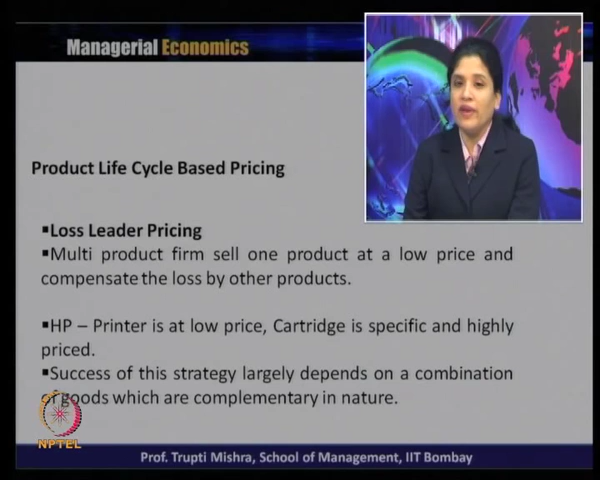 Managerial Economics
Product Life Cycle Based Pricing
▪Loss Leader Pricing
▪Multi product firm sell one product at a low price and
compensate the loss by other products.
▪HP – Printer is at low price, Cartridge is specific and highly
priced.
▪Success of this strategy largely depends on a combination
of goods which are complementary in nature.
NPTEL
Prof. Trupti Mishra, School of Management, IIT Bombay